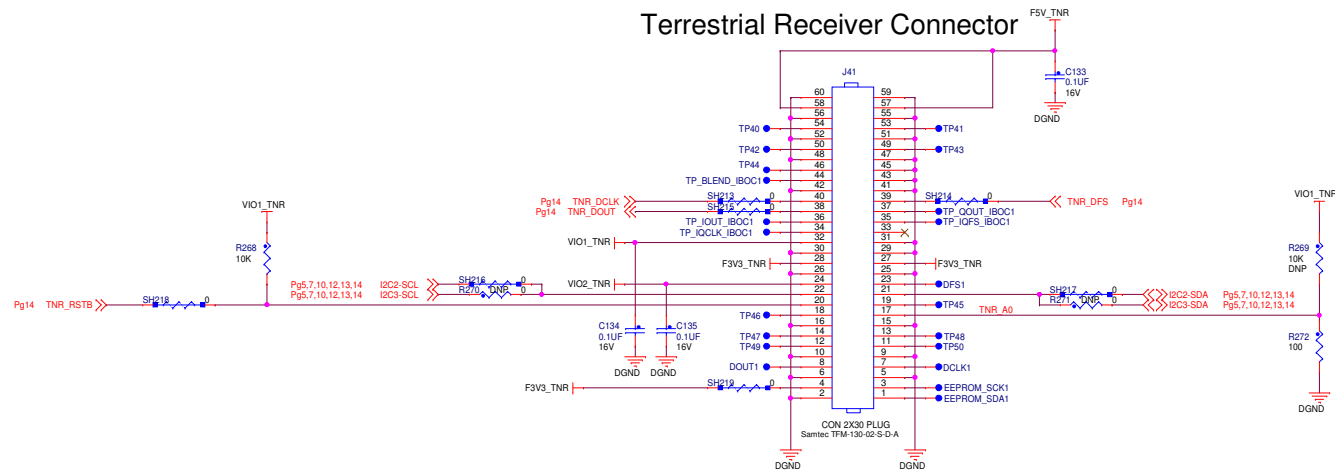 Terrestrial Receiver Connector
F5V_TNR
C133
0.1UF
16V
DGND
J41
60 59
58 57
56 55
TP40 54 53 TP41
52 51
TP42 50 49 TP43
48 47
TP44 46 45
TP_BLEND_IBOC1 44 43
42 41
Pg14 TNR_DCLK SH213 0 40 39 SH214 0 TNR_DFS Pg14
Pg14 TNR_DOUT SH215 0 38 37 TP_QOUT_IBOC1
TP_IOUT_IBOC1 36 35 TP_IQFS_IBOC1
TP_IQCLK_IBOC1 34 33
VIO1_TNR 32 31
30 29
F3V3_TNR 28 27 F3V3_TNR
26 25
VIO2_TNR 24 23 DFS1
Pg5,7,10,12,13,14 I2C2-SCL SH216 0 22 21 SH217 0 I2C2-SDA Pg5,7,10,12,13,14
Pg5,7,10,12,13,14 I2C3-SCL R270 DNP 0 R271 DNP 0 I2C3-SDA Pg5,7,10,12,13,14
Pg14 TNR_RSTB SH218 0 20 19 TP45
TP46 18 17 TNR_A0
16 15
TP47 14 13 TP48
TP49 12 11 TP50
10 9
DOUT1 8 7 DCLK1
6 5
F3V3_TNR SH219 0 4 3 EEPROM_SCK1
2 1 EEPROM_SDA1
VIO1_TNR
R268
10K
C134
0.1UF
16V
DGND
C135
0.1UF
16V
DGND
VIO1_TNR
R269
10K
DNP
R272
100
DGND
CON 2X30 PLUG
Samtec TFM-130-02-S-D-A
DGND
DGND